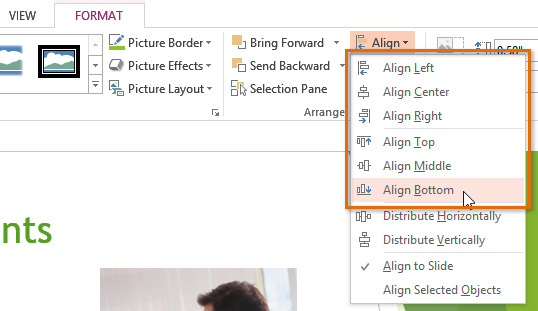 VIEW
FORMAT
Picture Border
Bring Forward
Align
0.58"
Picture Effects
Send Backward
Picture Layout
Selection Pane
Arrange
Align Left
Align Center
Align Right
Align Top
Align Middle
Align Bottom
Distribute Horizontally
Distribute Vertically
Align to Slide
Align Selected Objects
nts